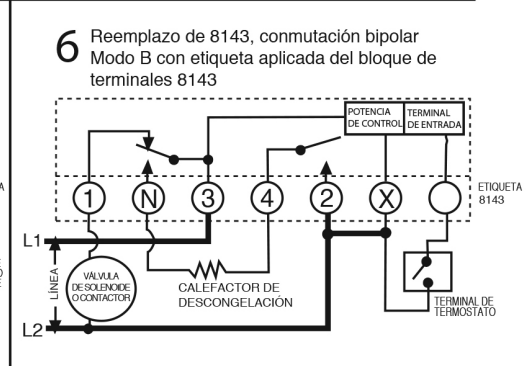 6 Reemplazo de 8143, conmutación bipolar
Modo B con etiqueta aplicada del bloque de
terminales 8143
POTENCIA
DE CONTROL
TERMINAL
DE ENTRADA
1 N 3 4 2 X
ETIQUETA
8143
L1
LÍNEA
VÁLVULA
DE SOLENOIDE
O CONTACTOR
CALEFACTOR DE
DESCONGELACIÓN
TERMINAL DE
TERMOSTATO
L2